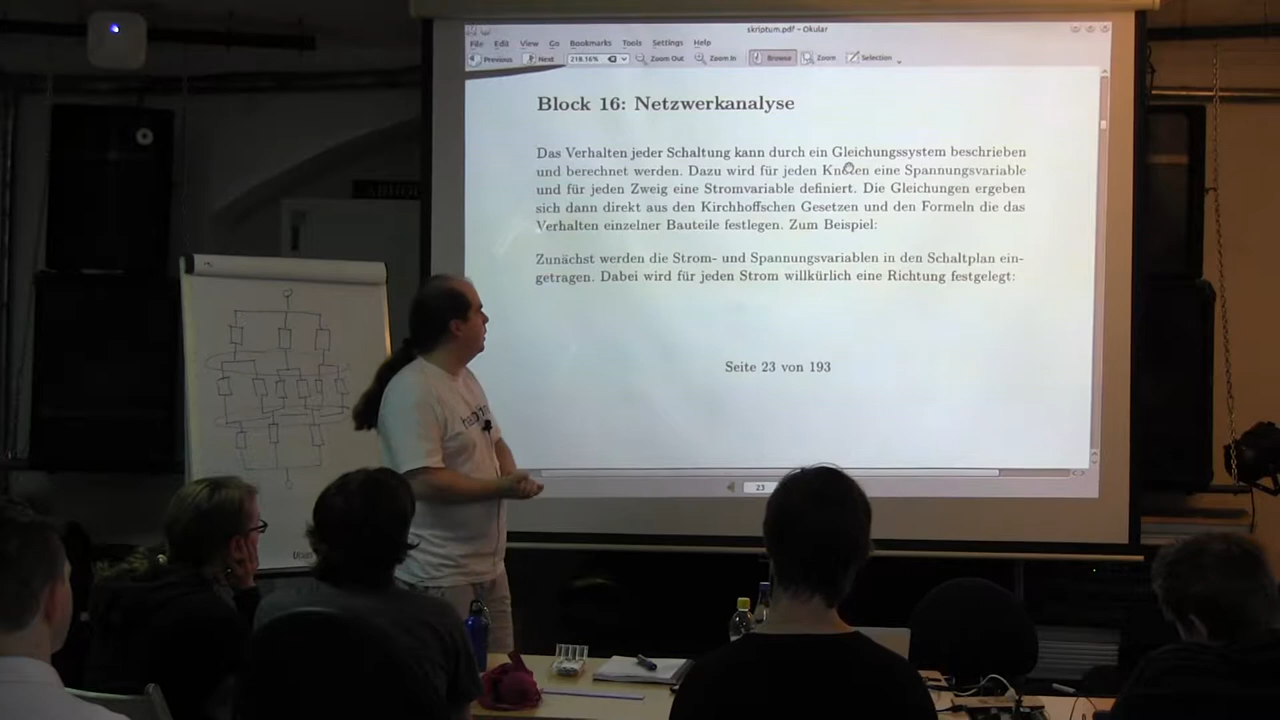 skriptum.pdf - Okular
File Edit View Go Bookmarks Tools Settings Help
Previous Next 218.16% Zoom Out Zoom In Browse Zoom Selection
Block 16: Netzwerkanalyse
Das Verhalten jeder Schaltung kann durch ein Gleichungssystem beschrieben
und berechnet werden. Dazu wird für jeden Knoten eine Spannungsvariable
und für jeden Zweig eine Stromvariable definiert. Die Gleichungen ergeben
sich dann direkt aus den Kirchhoffschen Gesetzen und den Formeln die das
Verhalten einzelner Bauteile festlegen. Zum Beispiel:
Zunächst werden die Strom- und Spannungsvariablen in den Schaltplan ein-
getragen. Dabei wird für jeden Strom willkürlich eine Richtung festgelegt:
Seite 23 von 193
23